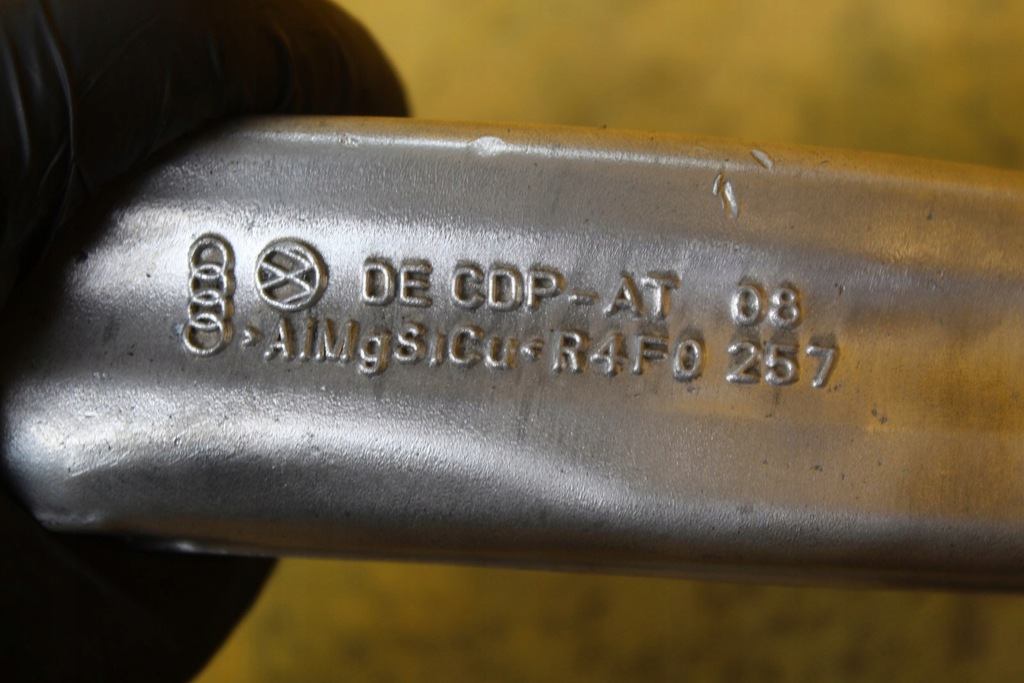 DE CDP-AT 08
>AlMgSiCu<R4F0 257